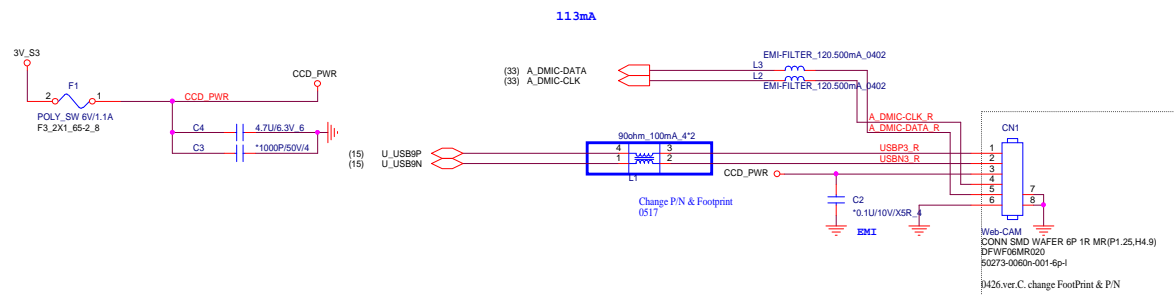 113mA
3V_S3
F1
2
1
POLY_SW 6V/1.1A
F3_2X1_65-2_8
CCD_PWR
CCD_PWR
C4
4.7U/6.3V_6
C3
*1000P/50V/4
(33) A_DMIC-DATA
(33) A_DMIC-CLK
EMI-FILTER_120.500mA_0402
L3
L2
EMI-FILTER_120.500mA_0402
A_DMIC-CLK_R
A_DMIC-DATA_R
(15) U_USB9P
(15) U_USB9N
90ohm_100mA_4*2
4
3
1
2
L1
Change P/N & Footprint
0517
USBP3_R
USBN3_R
CCD_PWR
C2
*0.1U/10V/X5R_4
EMI
CN1
1
2
3
4
5
6
7
8
Web-CAM
CONN SMD WAFER 6P 1R MR(P1.25,H4.9)
DFWF06MR020
50273-0060n-001-6p-l
0426.ver.C. change FootPrint & P/N